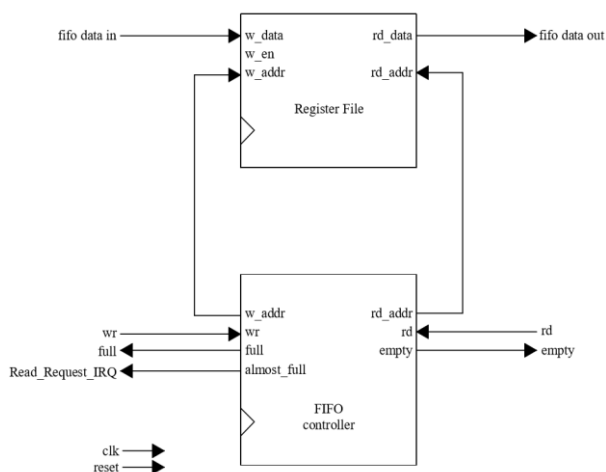 fifo data in
w_data
rd_data
fifo data out
w_en
w_addr
rd_addr
Register File
w_addr
rd_addr
wr
wr
rd
rd
full
full
empty
empty
Read_Request_IRQ
almost_full
FIFO
controller
clk
reset